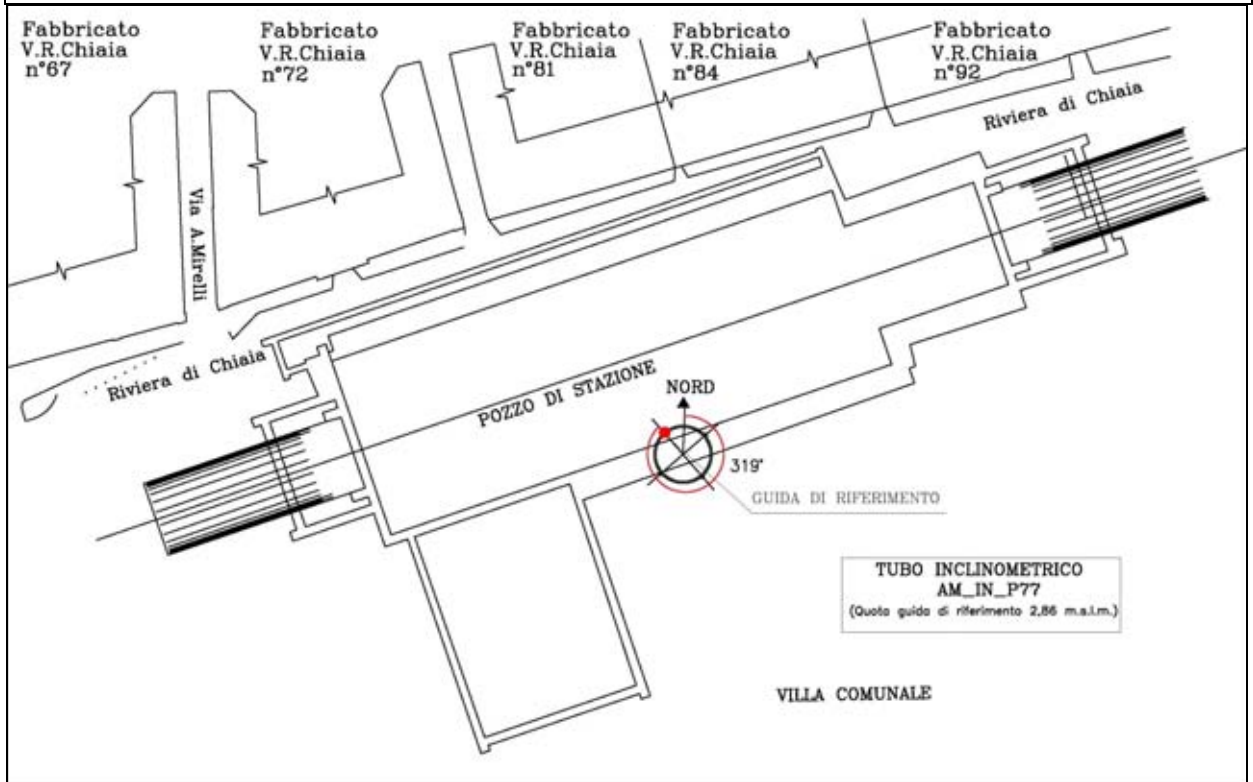 Fabbricato
V.R.Chiaia
n°67
Fabbricato
V.R.Chiaia
n°72
Fabbricato
V.R.Chiaia
n°81
Fabbricato
V.R.Chiaia
n°84
Fabbricato
V.R.Chiaia
n°92
Riviera di Chiaia
Via A.Mirelli
Riviera di Chiaia
POZZO DI STAZIONE
NORD
319°
GUIDA DI RIFERIMENTO
TUBO INCLINOMETRICO
AM_IN_P77
(Quota guida di riferimento 2,86 m.s.l.m.)
VILLA COMUNALE